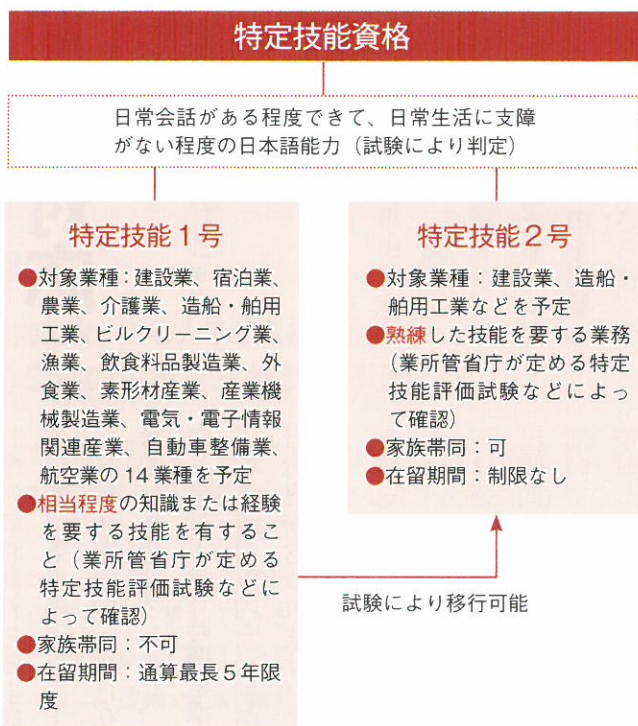 特定技能資格
日常会話がある程度できて、日常生活に支障
がない程度の日本語能力（試験により判定）
特定技能1号
●対象業種：建設業、宿泊業、
農業、介護業、造船・舶用
工業、ビルクリーニング業、
漁業、飲食料品製造業、外
食業、素形材産業、産業機
械製造業、電気・電子情報
関連産業、自動車整備業、
航空業の14業種を予定
●相当程度の知識または経験
を要する技能を有するこ
と（業所管省庁が定める
特定技能評価試験などに
よって確認）
●家族帯同：不可
●在留期間：通算最長5年限
度
特定技能2号
●対象業種：建設業、造船・
舶用工業などを予定
●熟練した技能を要する業務
（業所管省庁が定める特定
技能評価試験などによっ
て確認）
●家族帯同：可
●在留期間：制限なし
試験により移行可能